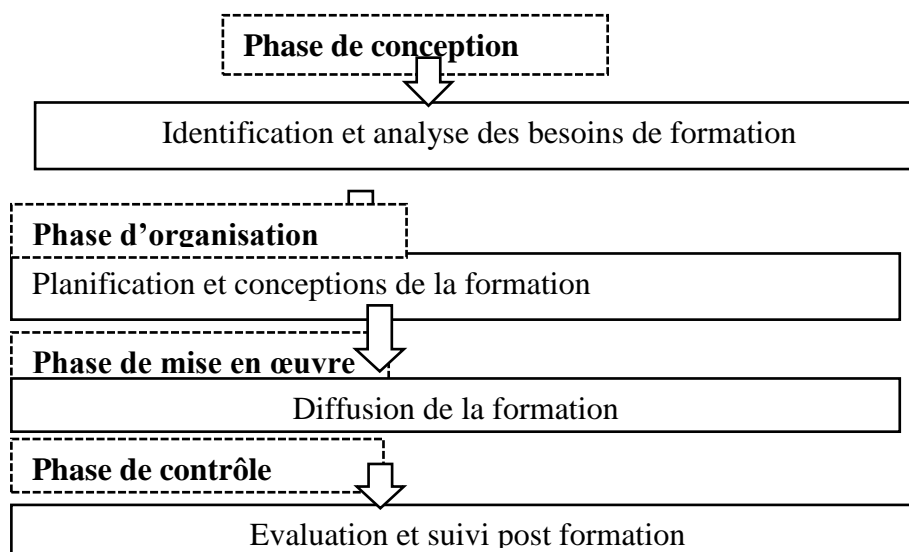 Phase de conception
Identification et analyse des besoins de formation
Phase d’organisation
Planification et conceptions de la formation
Phase de mise en œuvre
Diffusion de la formation
Phase de contrôle
Evaluation et suivi post formation